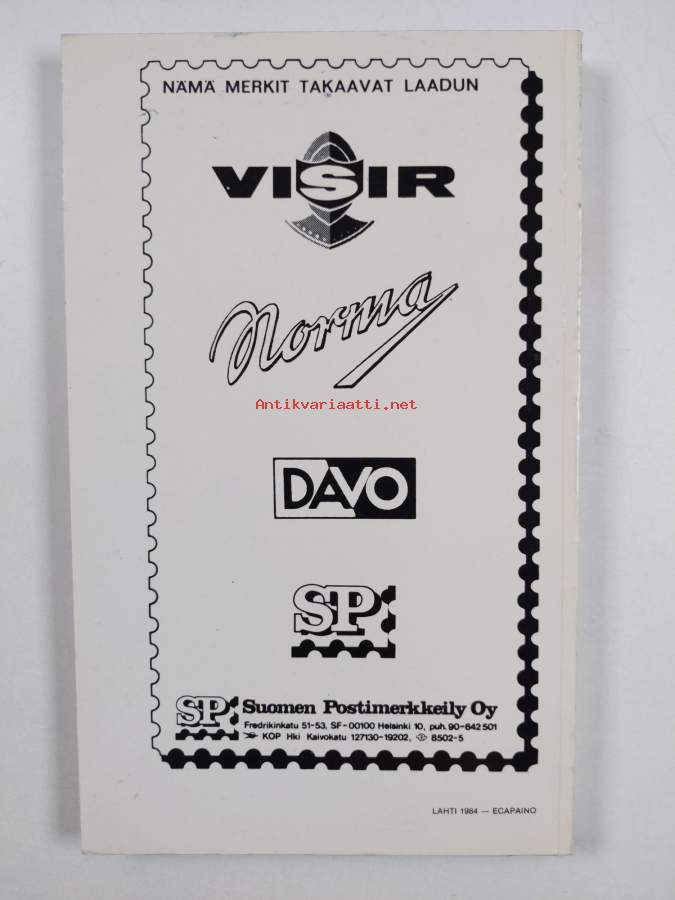 NÄMÄ MERKIT TAKAAVAT LAADUN
VISIR
Norma
Antikvariaatti.net
DAVO
SP
SP Suomen Postimerkkeily Oy
Fredrikinkatu 51-53, SF-00100 Helsinki 10, puh. 90-642 501
KOP Hki Kaivokatu 127130-19202, 8502-5
LAHTI 1984 — ECAPAINO